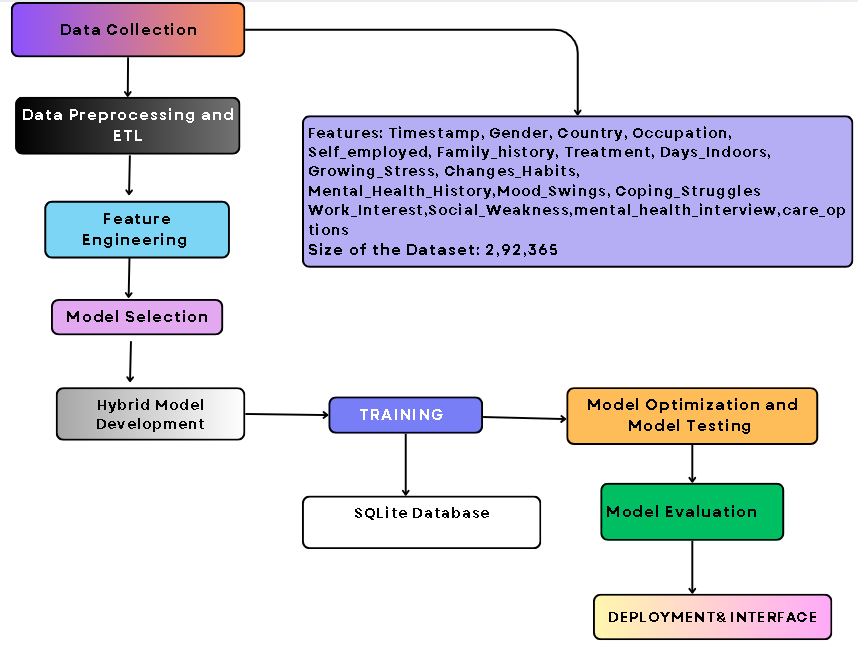 Data Collection
Data Preprocessing and
ETL
Features: Timestamp, Gender, Country, Occupation,
Self_employed, Family_history, Treatment, Days_Indoors,
Growing_Stress, Changes_Habits,
Mental_Health_History,Mood_Swings, Coping_Struggles
Work_Interest,Social_Weakness,mental_health_interview,care_op
tions
Size of the Dataset: 2,92,365
Feature
Engineering
Model Selection
Hybrid Model
Development
TRAINING
Model Optimization and
Model Testing
SQLite Database
Model Evaluation
DEPLOYMENT& INTERFACE